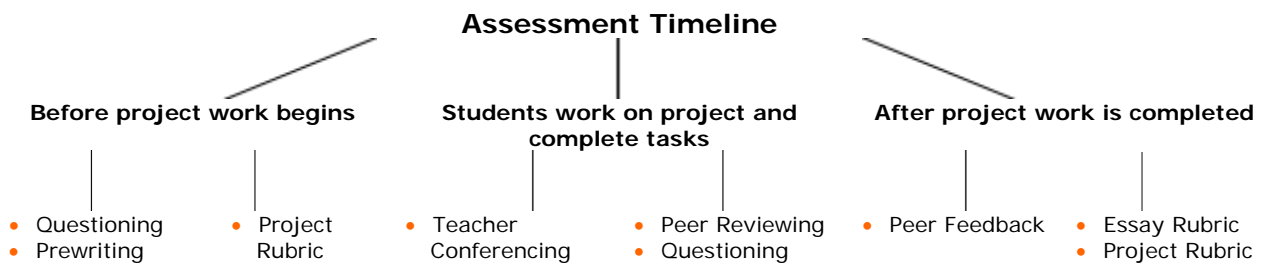 Assessment Timeline
Before project work begins
Students work on project and
complete tasks
After project work is completed
• Questioning
• Prewriting
• Project
Rubric
• Teacher
Conferencing
• Peer Reviewing
• Questioning
• Peer Feedback
• Essay Rubric
• Project Rubric